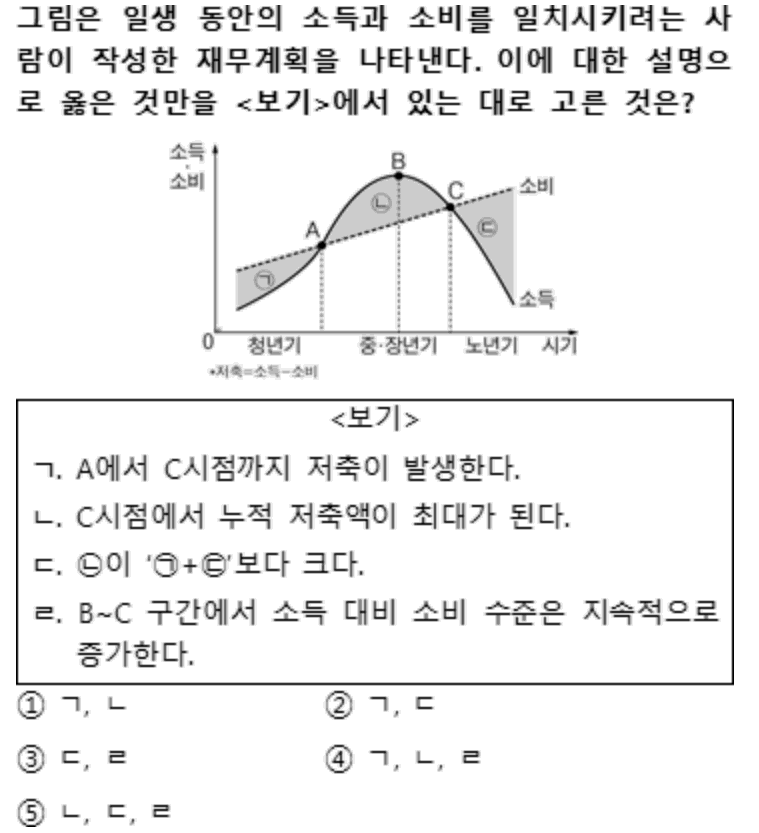 그림은 일생 동안의 소득과 소비를 일치시키려는 사
람이 작성한 재무계획을 나타낸다. 이에 대한 설명으
로 옳은 것만을 <보기>에서 있는 대로 고른 것은?
소득
·
소비
B
소비
C
㉡
A
㉢
㉠
소득
0 청년기 중·장년기 노년기 시기
*저축=소득-소비
<보기>
ㄱ. A에서 C시점까지 저축이 발생한다.
ㄴ. C시점에서 누적 저축액이 최대가 된다.
ㄷ. ㉡이 '㉠+㉢'보다 크다.
ㄹ. B~C 구간에서 소득 대비 소비 수준은 지속적으로
증가한다.
① ㄱ, ㄴ ② ㄱ, ㄷ
③ ㄷ, ㄹ ④ ㄱ, ㄴ, ㄹ
⑤ ㄴ, ㄷ, ㄹ